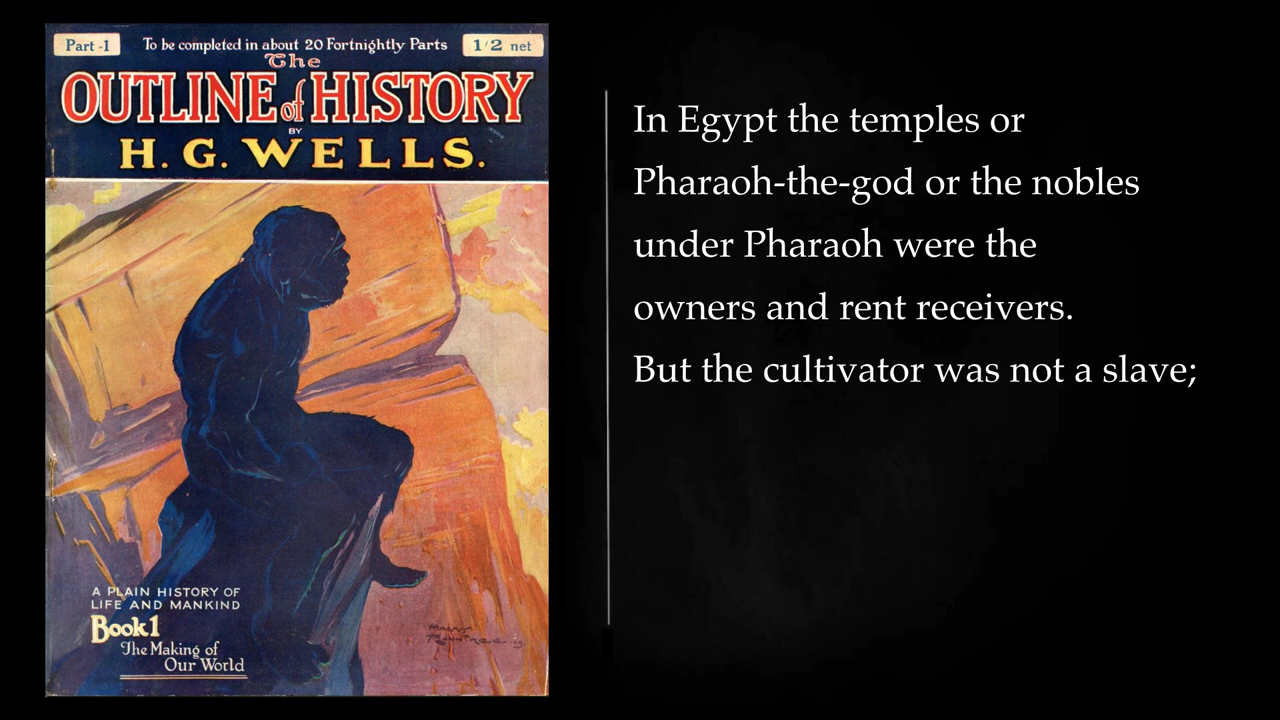 Part -1
To be completed in about 20 Fortnightly Parts
1/2 net
The
OUTLINE of HISTORY
BY
H. G. WELLS.
A PLAIN HISTORY OF
LIFE AND MANKIND
Book 1
The Making of
Our World
In Egypt the temples or
Pharaoh-the-god or the nobles
under Pharaoh were the
owners and rent receivers.
But the cultivator was not a slave;